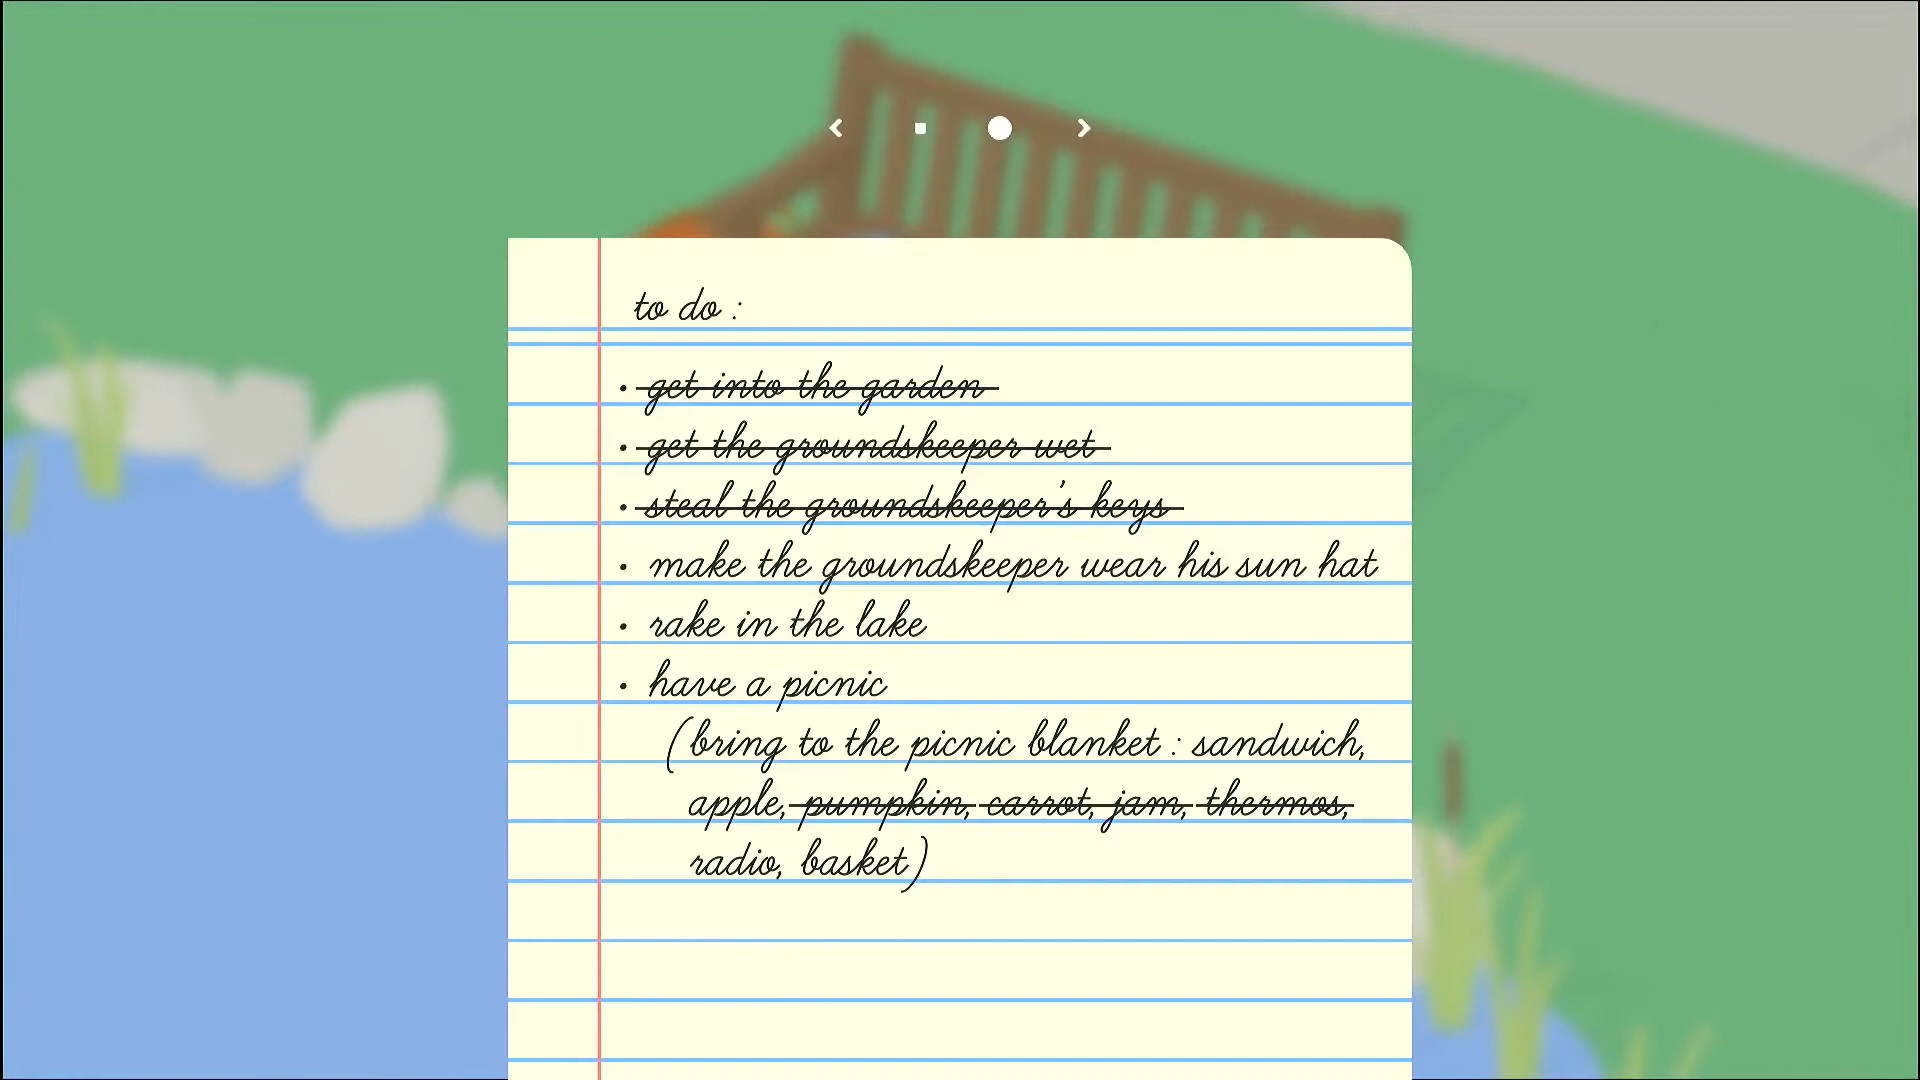 to do :
• get into the garden
• get the groundskeeper wet
• steal the groundskeeper's keys
• make the groundskeeper wear his sun hat
• rake in the lake
• have a picnic
(bring to the picnic blanket : sandwich,
apple, pumpkin, carrot, jam, thermos,
radio, basket)